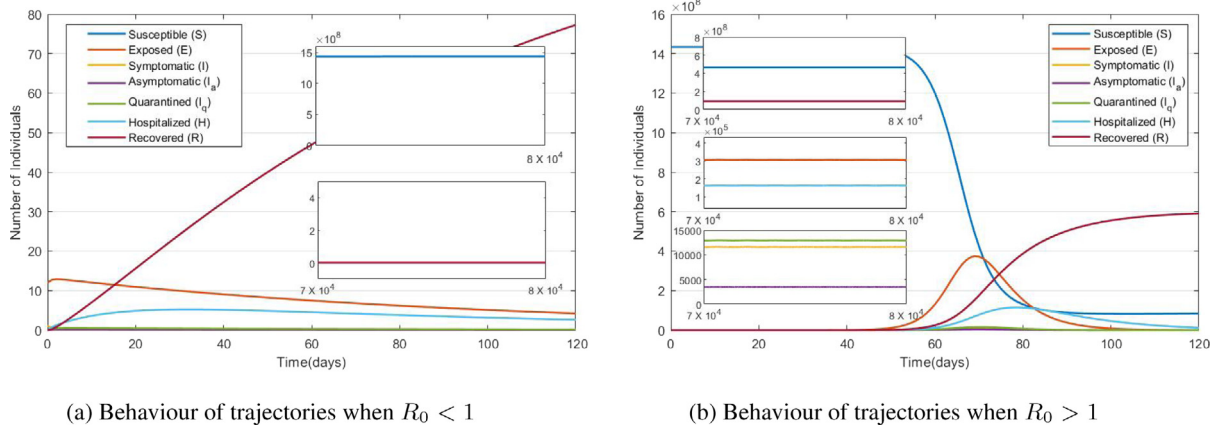 80
70
60
50
40
30
20
10
0
Number of Individuals
Susceptible (S)
Exposed (E)
Symptomatic (I)
Asymptomatic (Iₐ)
Quarantined (I_q)
Hospitalized (H)
Recovered (R)
×10⁸
15
10
5
0
8 X 10⁴
4
2
0
7 X 10⁴ 8 X 10⁴
0 20 40 60 80 100 120
Time(days)
(a) Behaviour of trajectories when R₀ < 1
16 ×10⁸
14
12
10
8
6
4
2
0
Number of Individuals
×10⁸
8
6
4
2
0
7 X 10⁴ 8 X 10⁴
×10⁵
4
3
2
1
7 X 10⁴ 8 X 10⁴
15000
10000
5000
0
7 X 10⁴ 8 X 10⁴
Susceptible (S)
Exposed (E)
Symptomatic (I)
Asymptomatic (Iₐ)
Quarantined (I_q)
Hospitalized (H)
Recovered (R)
0 20 40 60 80 100 120
Time(days)
(b) Behaviour of trajectories when R₀ > 1